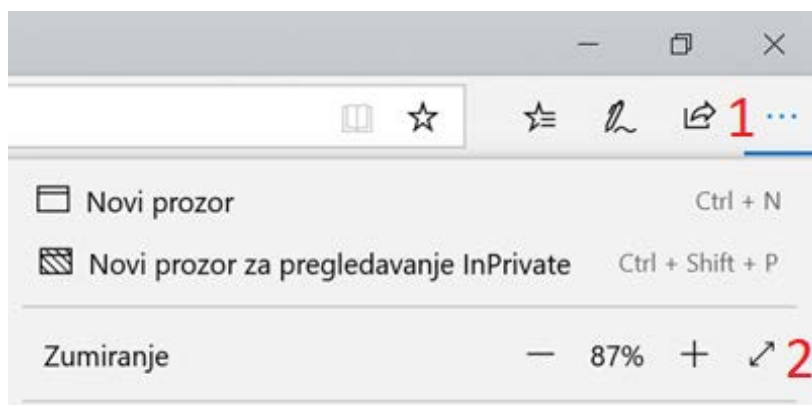 1 ...
Novi prozor Ctrl + N
Novi prozor za pregledavanje InPrivate Ctrl + Shift + P
Zumiranje — 87% + 2